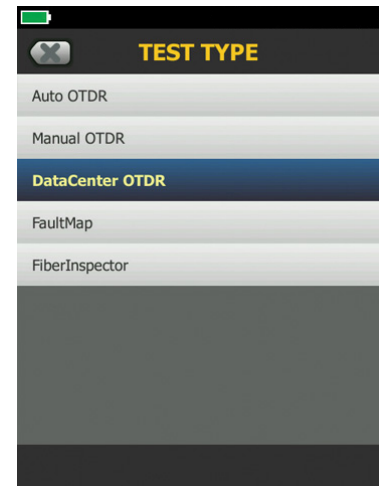 TEST TYPE
Auto OTDR
Manual OTDR
DataCenter OTDR
FaultMap
FiberInspector